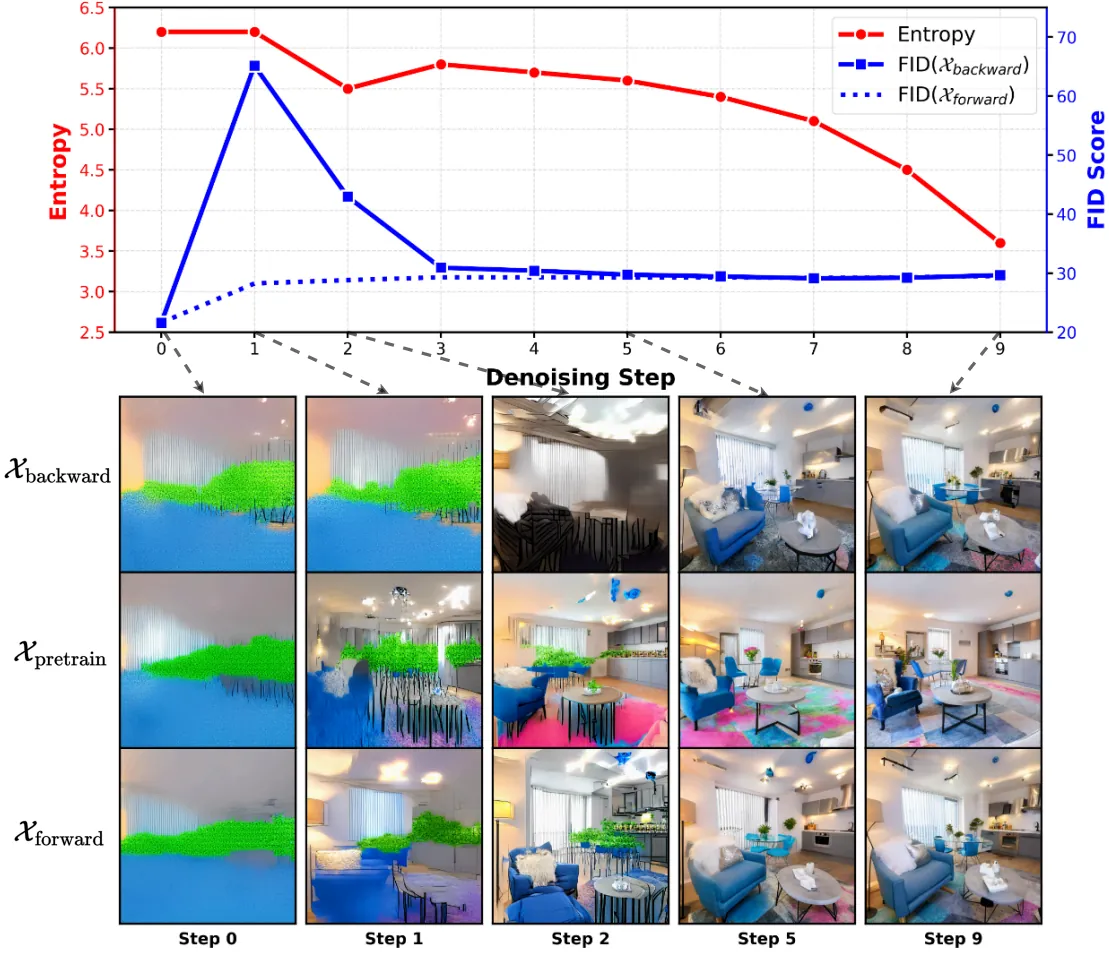 6.5
6.0
5.5
5.0
4.5
4.0
3.5
3.0
2.5
Entropy
70
60
50
40
30
20
FID Score
Entropy
FID(𝒳backward)
FID(𝒳forward)
0 1 2 3 4 5 6 7 8 9
Denoising Step
𝒳backward
𝒳pretrain
𝒳forward
Step 0 Step 1 Step 2 Step 5 Step 9